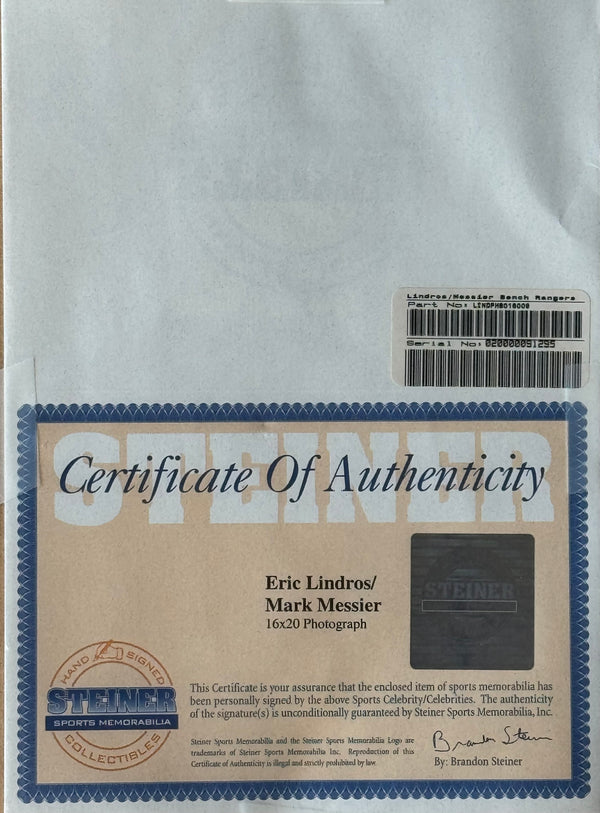 Lindros/Messier Bench Rangers
Part No: LINDPHS016000
Serial No: 020000091295
STEINER
Certificate Of Authenticity
STEINER
Eric Lindros/
Mark Messier
16x20 Photograph
HAND SIGNED
STEINER
SPORTS MEMORABILIA
COLLECTIBLES
This Certificate is your assurance that the enclosed item of sports memorabilia has
been personally signed by the above Sports Celebrity/Celebrities. The authenticity
of the signature(s) is unconditionally guaranteed by Steiner Sports Memorabilia, Inc.
Steiner Sports Memorabilia and the Steiner Sports Memorabilia Logo are
trademarks of Steiner Sports Memorabilia Inc. Reproduction of this
Certificate of Authenticity is illegal and strictly prohibited by law.
Brandon Steiner
By: Brandon Steiner